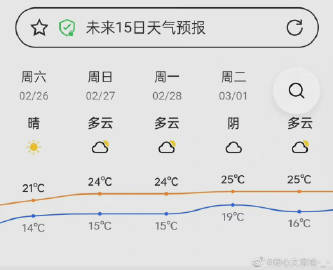 未来15日天气预报
周六 周日 周一 周二
02/26 02/27 02/28 03/01
晴 多云 多云 阴 多云
21℃ 24℃ 24℃ 25℃ 25℃
14℃ 15℃ 15℃ 19℃ 16℃